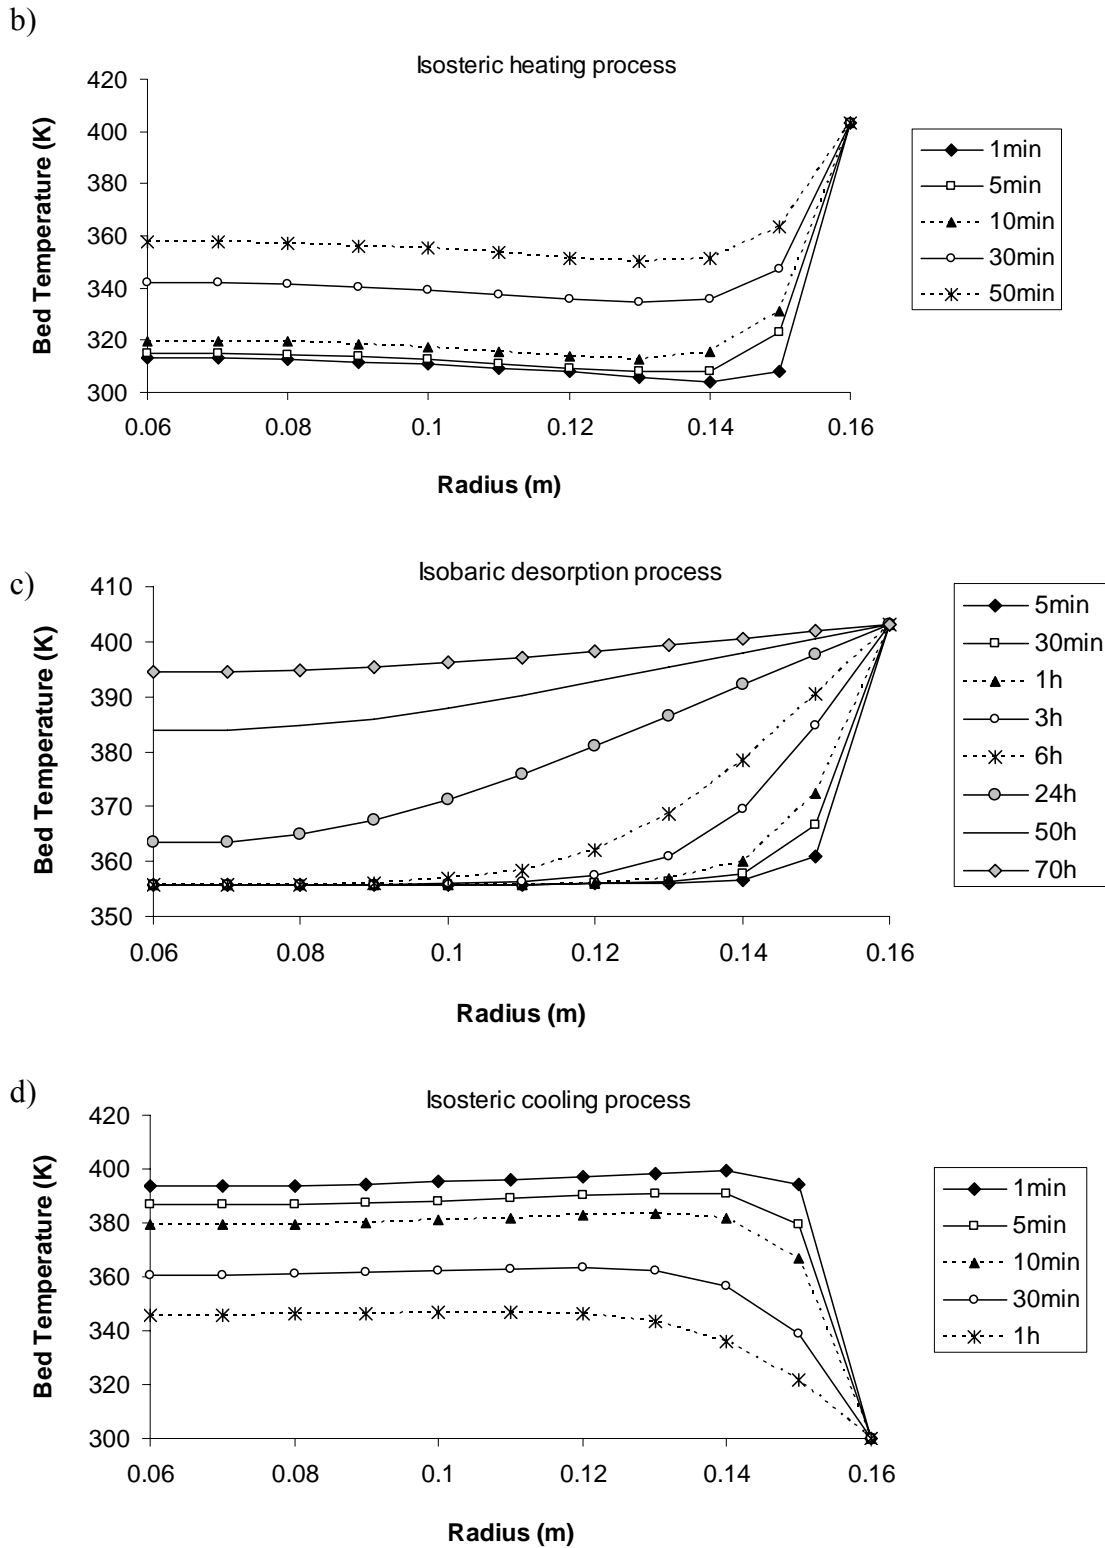 b)
Isosteric heating process
Bed Temperature (K)
420
400
380
360
340
320
300
0.06 0.08 0.1 0.12 0.14 0.16
Radius (m)
1min
5min
10min
30min
50min
c)
Isobaric desorption process
Bed Temperature (K)
410
400
390
380
370
360
350
0.06 0.08 0.1 0.12 0.14 0.16
Radius (m)
5min
30min
1h
3h
6h
24h
50h
70h
d)
Isosteric cooling process
Bed Temperature (K)
420
400
380
360
340
320
300
0.06 0.08 0.1 0.12 0.14 0.16
Radius (m)
1min
5min
10min
30min
1h